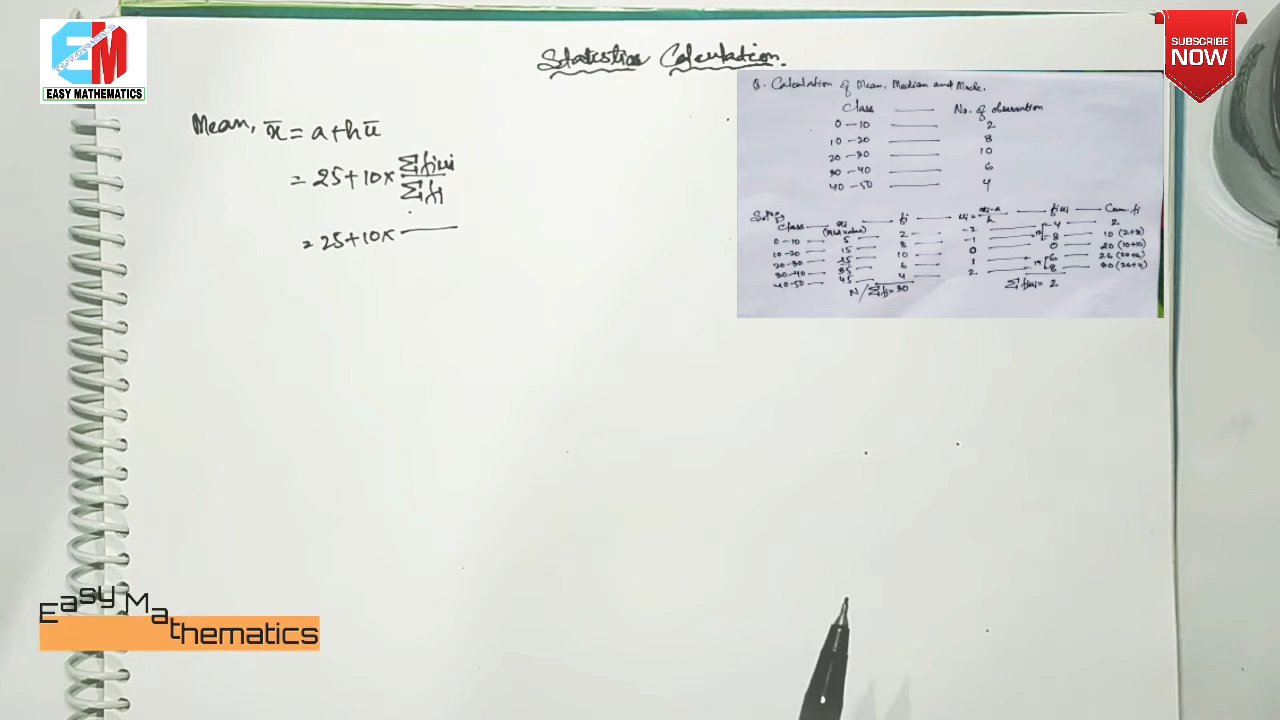 EM
EASY MATHEMATICS
SUBSCRIBE
NOW
Statistics Calculation.
Mean, x̄ = a+hū
= 25+10× Σfiui / Σfi
= 25+10× ——
Q. Calculation of Mean, Median and Mode.
Class —— No. of observation
0-10 —— 2
10-20 —— 8
20-30 —— 10
30-40 —— 6
40-50 —— 4
Class —— xi —— fi —— ui = xi-a / h —— fiui —— Cum. fi
(Mid value)
0-10 —— 5 —— 2 —— -2 —— -4 —— 2
10-20 —— 15 —— 8 —— -1 —— -8 —— 10 (2+8)
20-30 —— 25 —— 10 —— 0 —— 0 —— 20 (10+10)
30-40 —— 35 —— 6 —— 1 —— 6 —— 26 (20+6)
40-50 —— 45 —— 4 —— 2 —— 8 —— 30 (26+4)
N/Σfi = 30 Σfiui = 2
Easy Mathematics